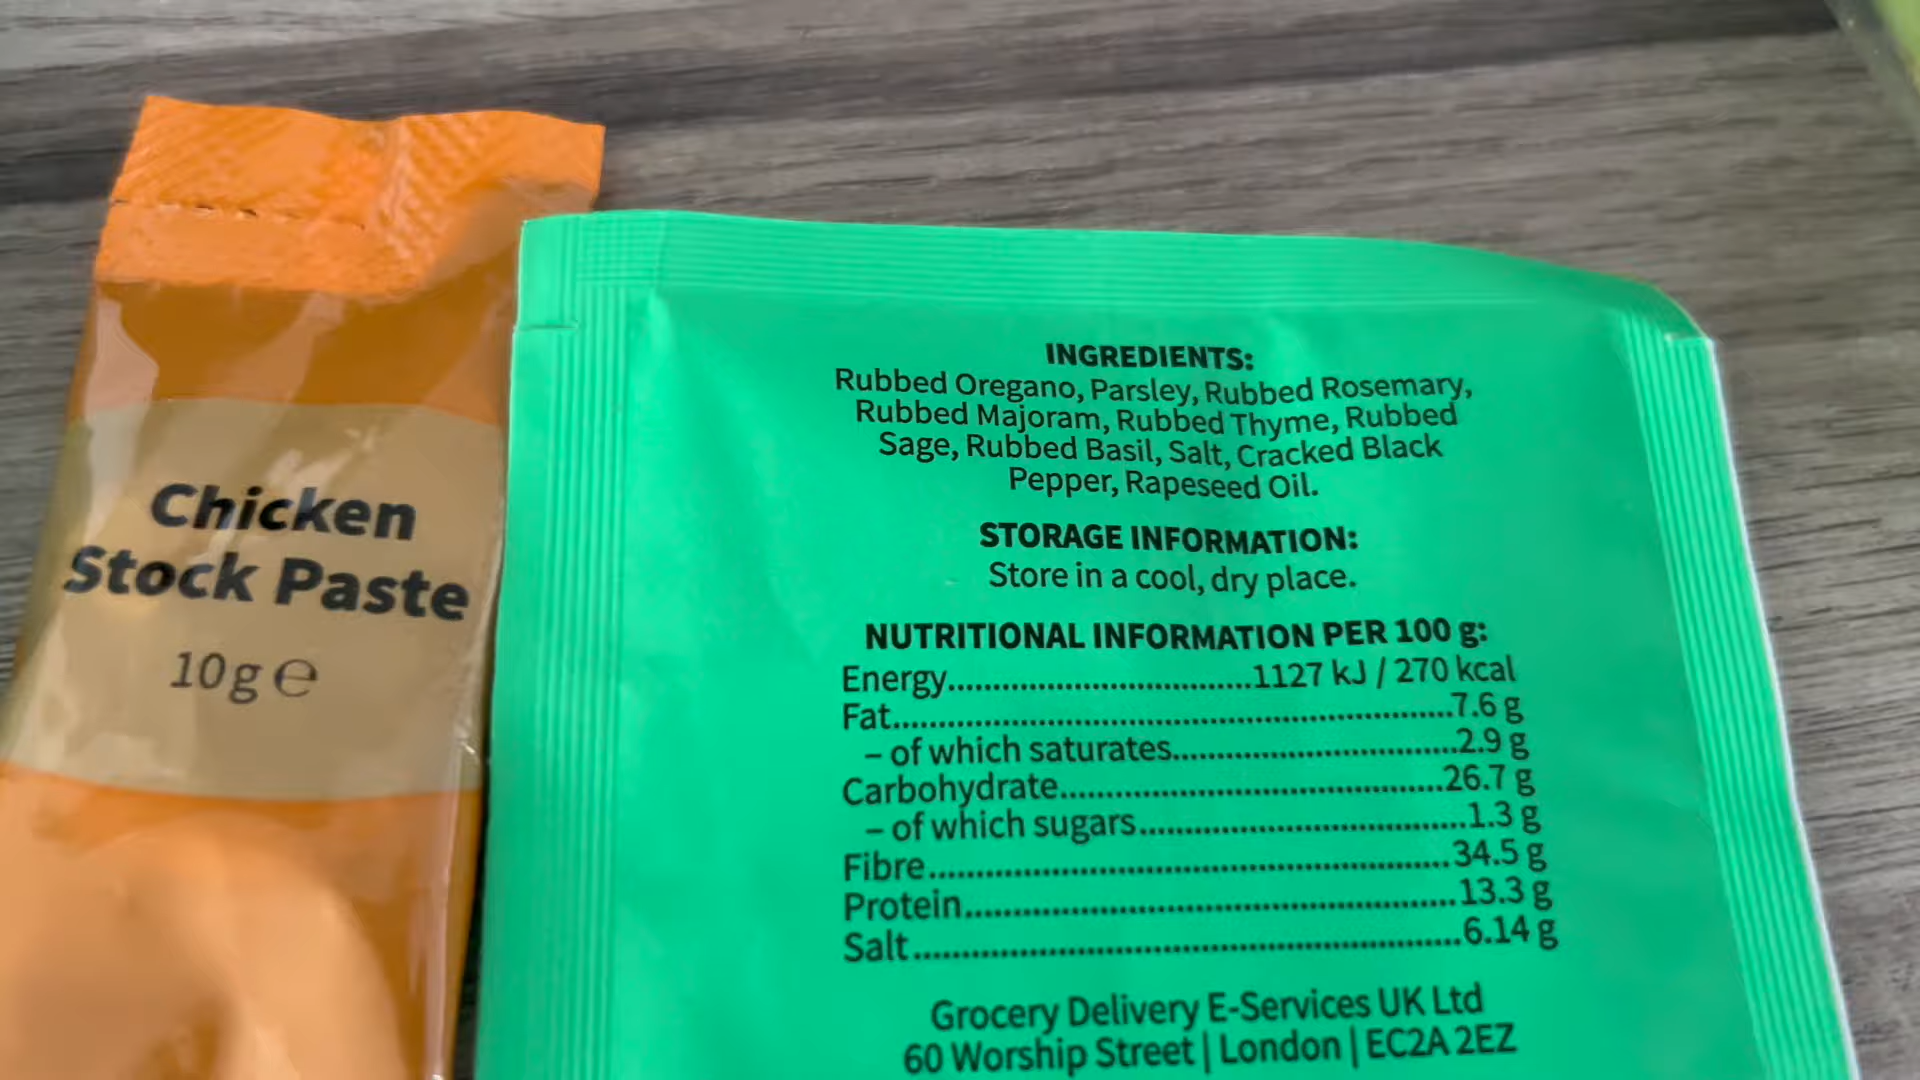 Chicken
Stock Paste
10g ℮
INGREDIENTS:
Rubbed Oregano, Parsley, Rubbed Rosemary,
Rubbed Majoram, Rubbed Thyme, Rubbed
Sage, Rubbed Basil, Salt, Cracked Black
Pepper, Rapeseed Oil.
STORAGE INFORMATION:
Store in a cool, dry place.
NUTRITIONAL INFORMATION PER 100 g:
Energy..................................1127 kJ / 270 kcal
Fat..............................................................7.6 g
– of which saturates................................2.9 g
Carbohydrate...........................................26.7 g
– of which sugars....................................1.3 g
Fibre..........................................................34.5 g
Protein.......................................................13.3 g
Salt.............................................................6.14 g
Grocery Delivery E-Services UK Ltd
60 Worship Street | London | EC2A 2EZ